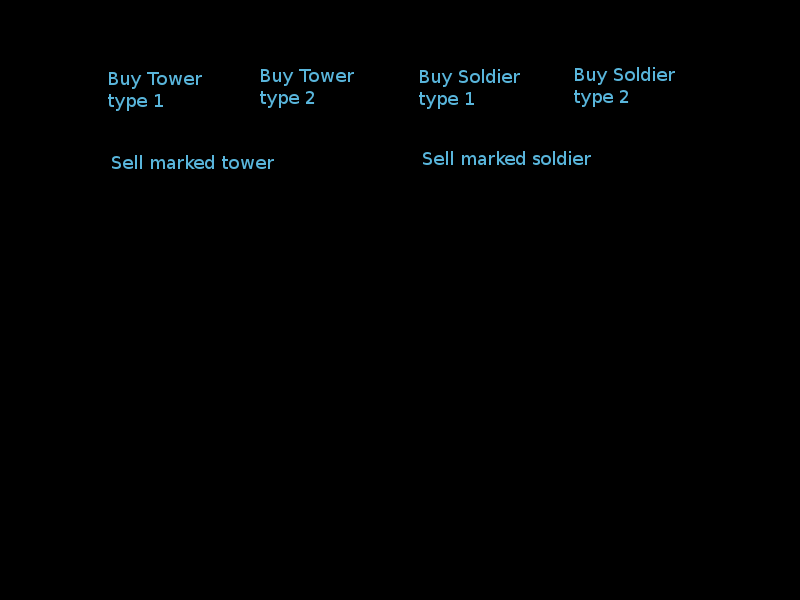 Buy Tower
type 1
Buy Tower
type 2
Buy Soldier
type 1
Buy Soldier
type 2
Sell marked tower
Sell marked soldier